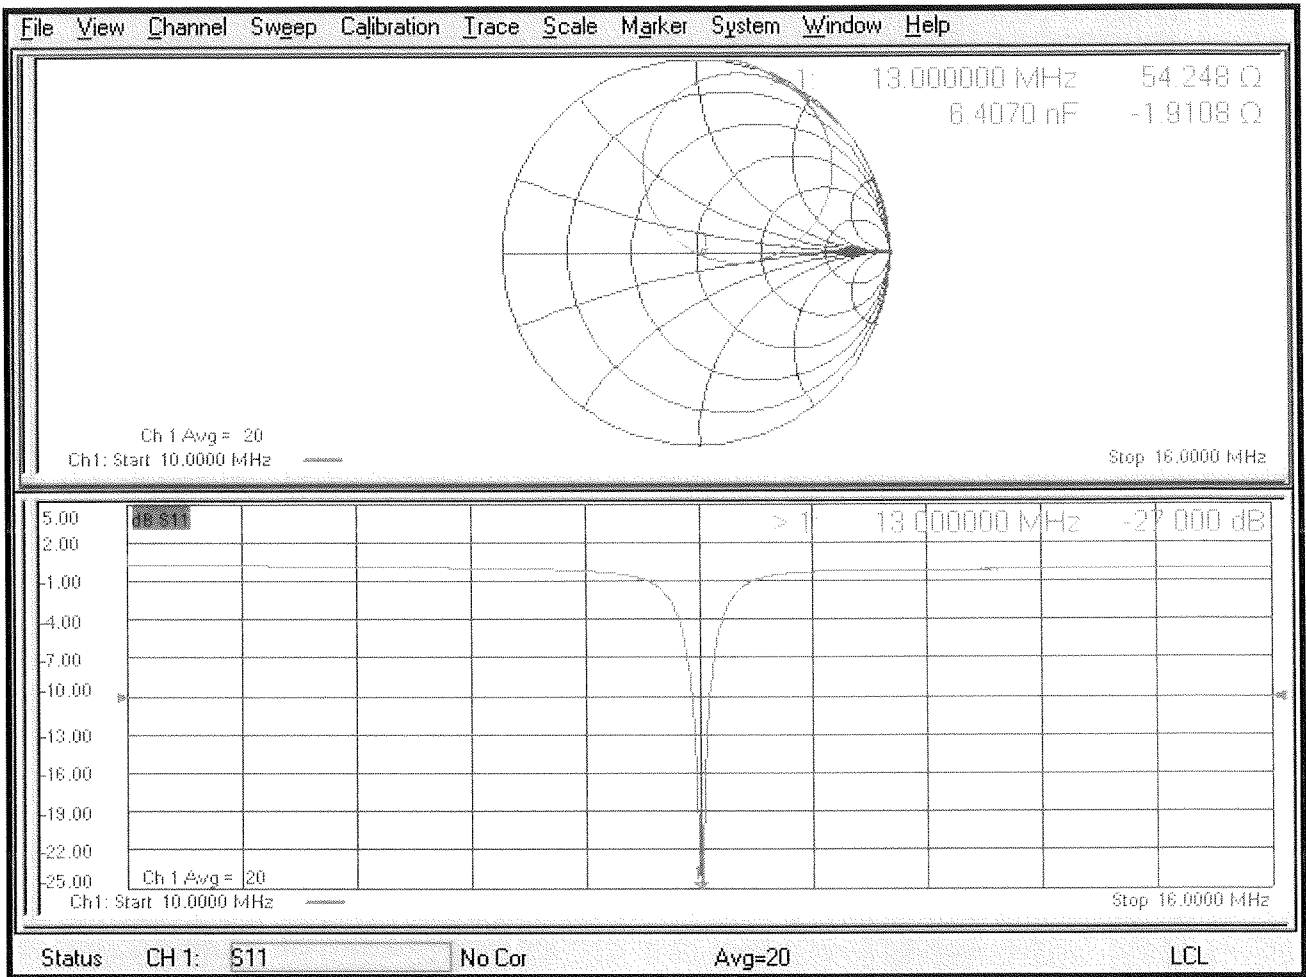 File View Channel Sweep Calibration Trace Scale Marker System Window Help
1: 13.000000 MHz 54.248 Ω
6.4070 nF -1.9108 Ω
Ch 1 Avg = 20
Ch1: Start 10.0000 MHz
Stop 16.0000 MHz
5.00
dB S11
> 1: 13.000000 MHz -27.000 dB
2.00
-1.00
-4.00
-7.00
-10.00
-13.00
-16.00
-19.00
-22.00
-25.00
Ch 1 Avg = 20
Ch1: Start 10.0000 MHz
Stop 16.0000 MHz
Status CH 1: S11 No Cor Avg=20 LCL